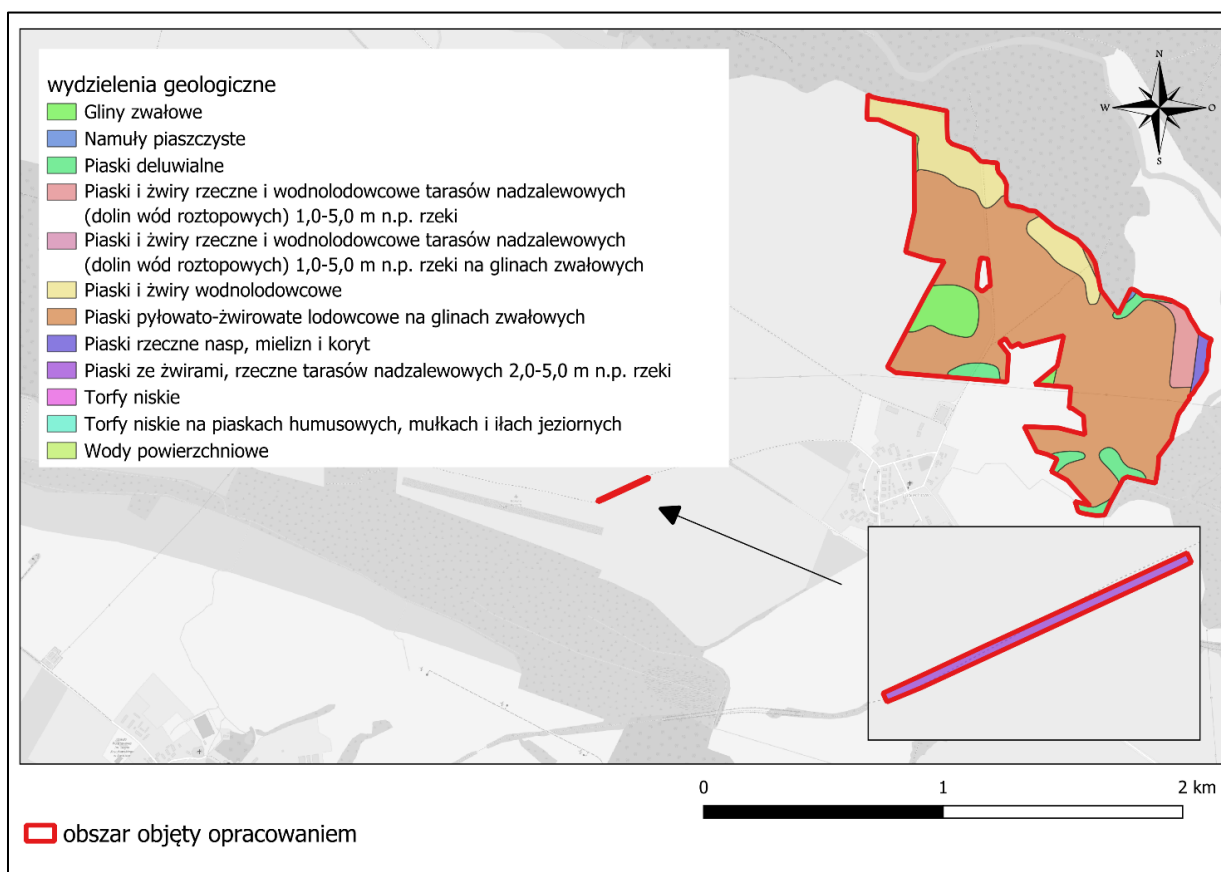 wydzielenia geologiczne
Gliny zwałowe
Namuły piaszczyste
Piaski deluwialne
Piaski i żwiry rzeczne i wodnolodowcowe tarasów nadzalewowych
(dolin wód roztopowych) 1,0-5,0 m n.p. rzeki
Piaski i żwiry rzeczne i wodnolodowcowe tarasów nadzalewowych
(dolin wód roztopowych) 1,0-5,0 m n.p. rzeki na glinach zwałowych
Piaski i żwiry wodnolodowcowe
Piaski pyłowato-żwirowate lodowcowe na glinach zwałowych
Piaski rzeczne nasp, mielizn i koryt
Piaski ze żwirami, rzeczne tarasów nadzalewowych 2,0-5,0 m n.p. rzeki
Torfy niskie
Torfy niskie na piaskach humusowych, mułkach i iłach jeziornych
Wody powierzchniowe
N
W
O
S
0
1
2 km
obszar objęty opracowaniem